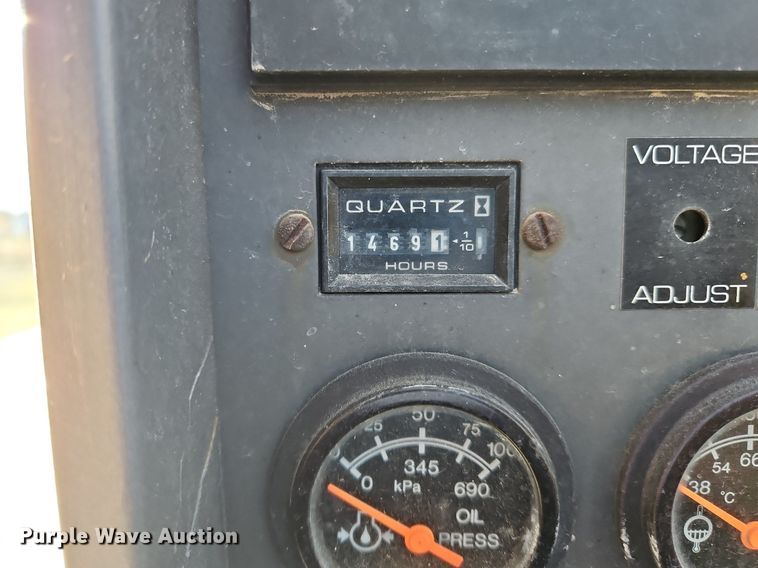 QUARTZ
14691 1/10
HOURS
VOLTAGE
ADJUST
0 25 50 75 100
0 345 690
kPa
OIL
PRESS
54 66
38 °C
Purple Wave Auction